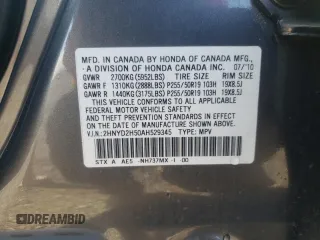 MFD. IN CANADA BY HONDA OF CANADA MFG.,
A DIVISION OF HONDA CANADA INC. 07/'10
GVWR 2700KG(5952LBS) TIRE SIZE RIM SIZE
GAWR F 1310KG(2888LBS) P255/50R19 103H 19X8.5J
GAWR R 1440KG(3175LBS) P255/50R19 103H 19X8.5J
THIS VEHICLE CONFORMS TO ALL APPLICABLE
FEDERAL MOTOR VEHICLE SAFETY
AND THEFT PREVENTION STANDARDS IN EFFECT
ON THE DATE OF MANUFACTURE SHOWN ABOVE.
V.I.N.:2HNYD2H50AH529345 TYPE: MPV
STX A AE5 -NH737MX -I -00
© IDEAUTOBID